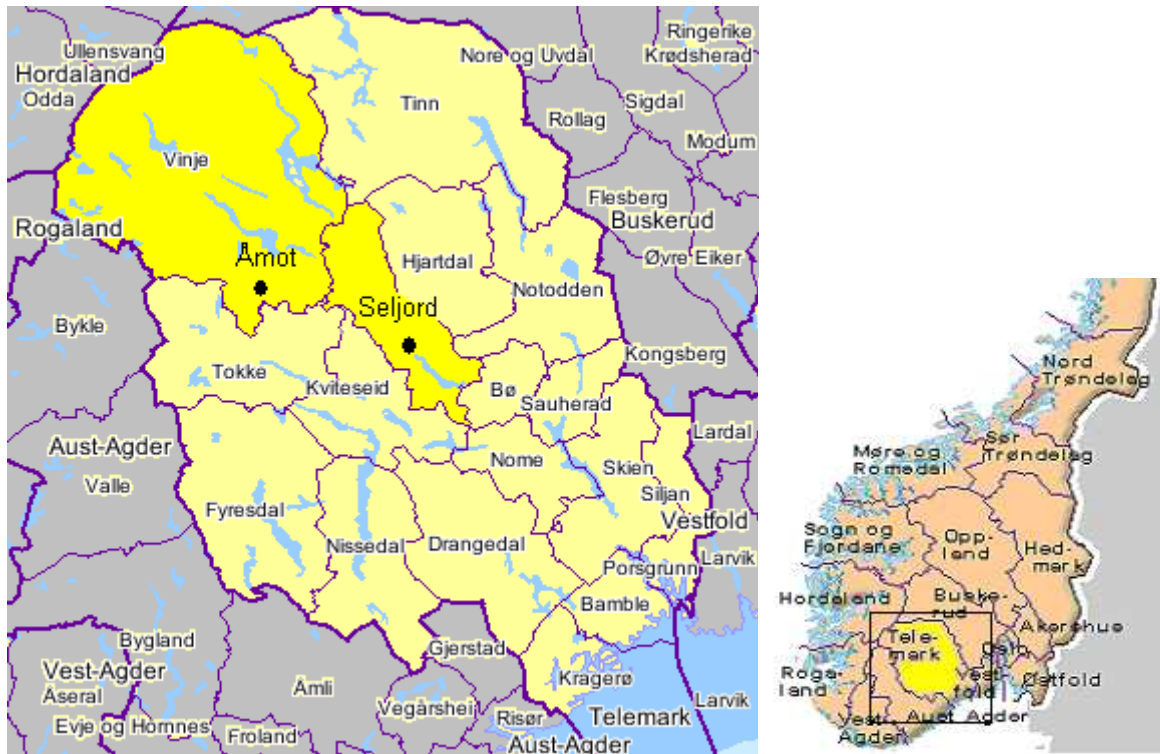 Ullensvang
Hordaland
Odda
Ringerike
Krødsherad
Nore og Uvdal
Tinn
Sigdal
Rollag
Modum
Vinje
Flesberg
Buskerud
Rogaland
Øvre Eiker
Åmot
Hjartdal
Notodden
Bykle
Seljord
Kongsberg
Tokke
Kviteseid
Bø
Sauherad
Lardal
Aust-Agder
Valle
Nome
Skien
Siljan
Fyresdal
Vestfold
Nissedal
Drangedal
Larvik
Porsgrunn
Bamble
Bygland
Gjerstad
Vest-Agder
Åseral
Åmli
Kragerø
Larvik
Vegårshei
Evje og Hornnes
Froland
Risør
Telemark
Aust-Agder
Nord
Trøndelag
Sør
Trøndelag
Møre og
Romsdal
Sogn og
Fjordane
Opp-
land
Hed-
mark
Hordaland
Buske-
rud
Akershus
Tele-
mark
Oslo
Roga-
land
Vest-
fold
Østfold
Vest-
Agder
Aust Agder